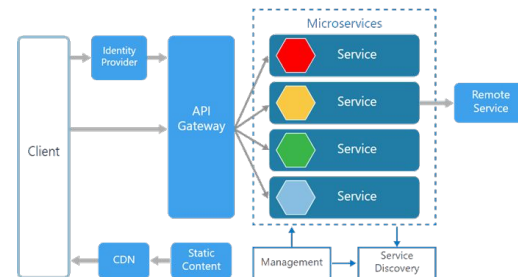 Microservices
Identity
Provider
Service
API
Gateway
Service
Remote
Service
Client
Service
Service
CDN
Static
Content
Management
Service
Discovery